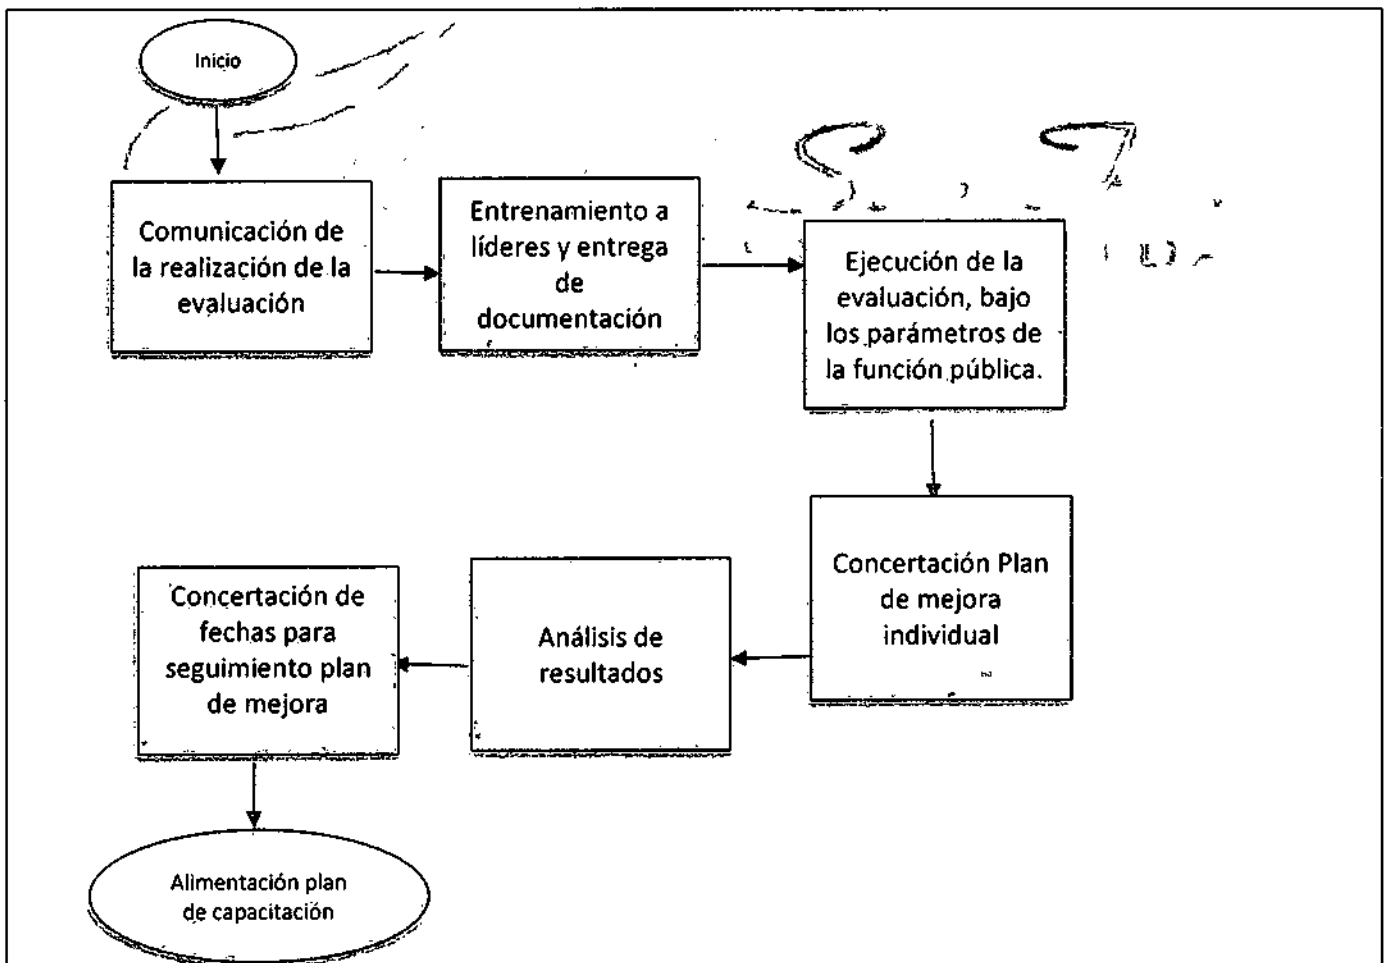 Inicio
Comunicación de
la realización de la
evaluación
Entrenamiento a
líderes y entrega
de
documentación
Ejecución de la
evaluación, bajo
los parámetros de
la función pública.
Concertación Plan
de mejora
individual
Análisis de
resultados
Concertación de
fechas para
seguimiento plan
de mejora
Alimentación plan
de capacitación